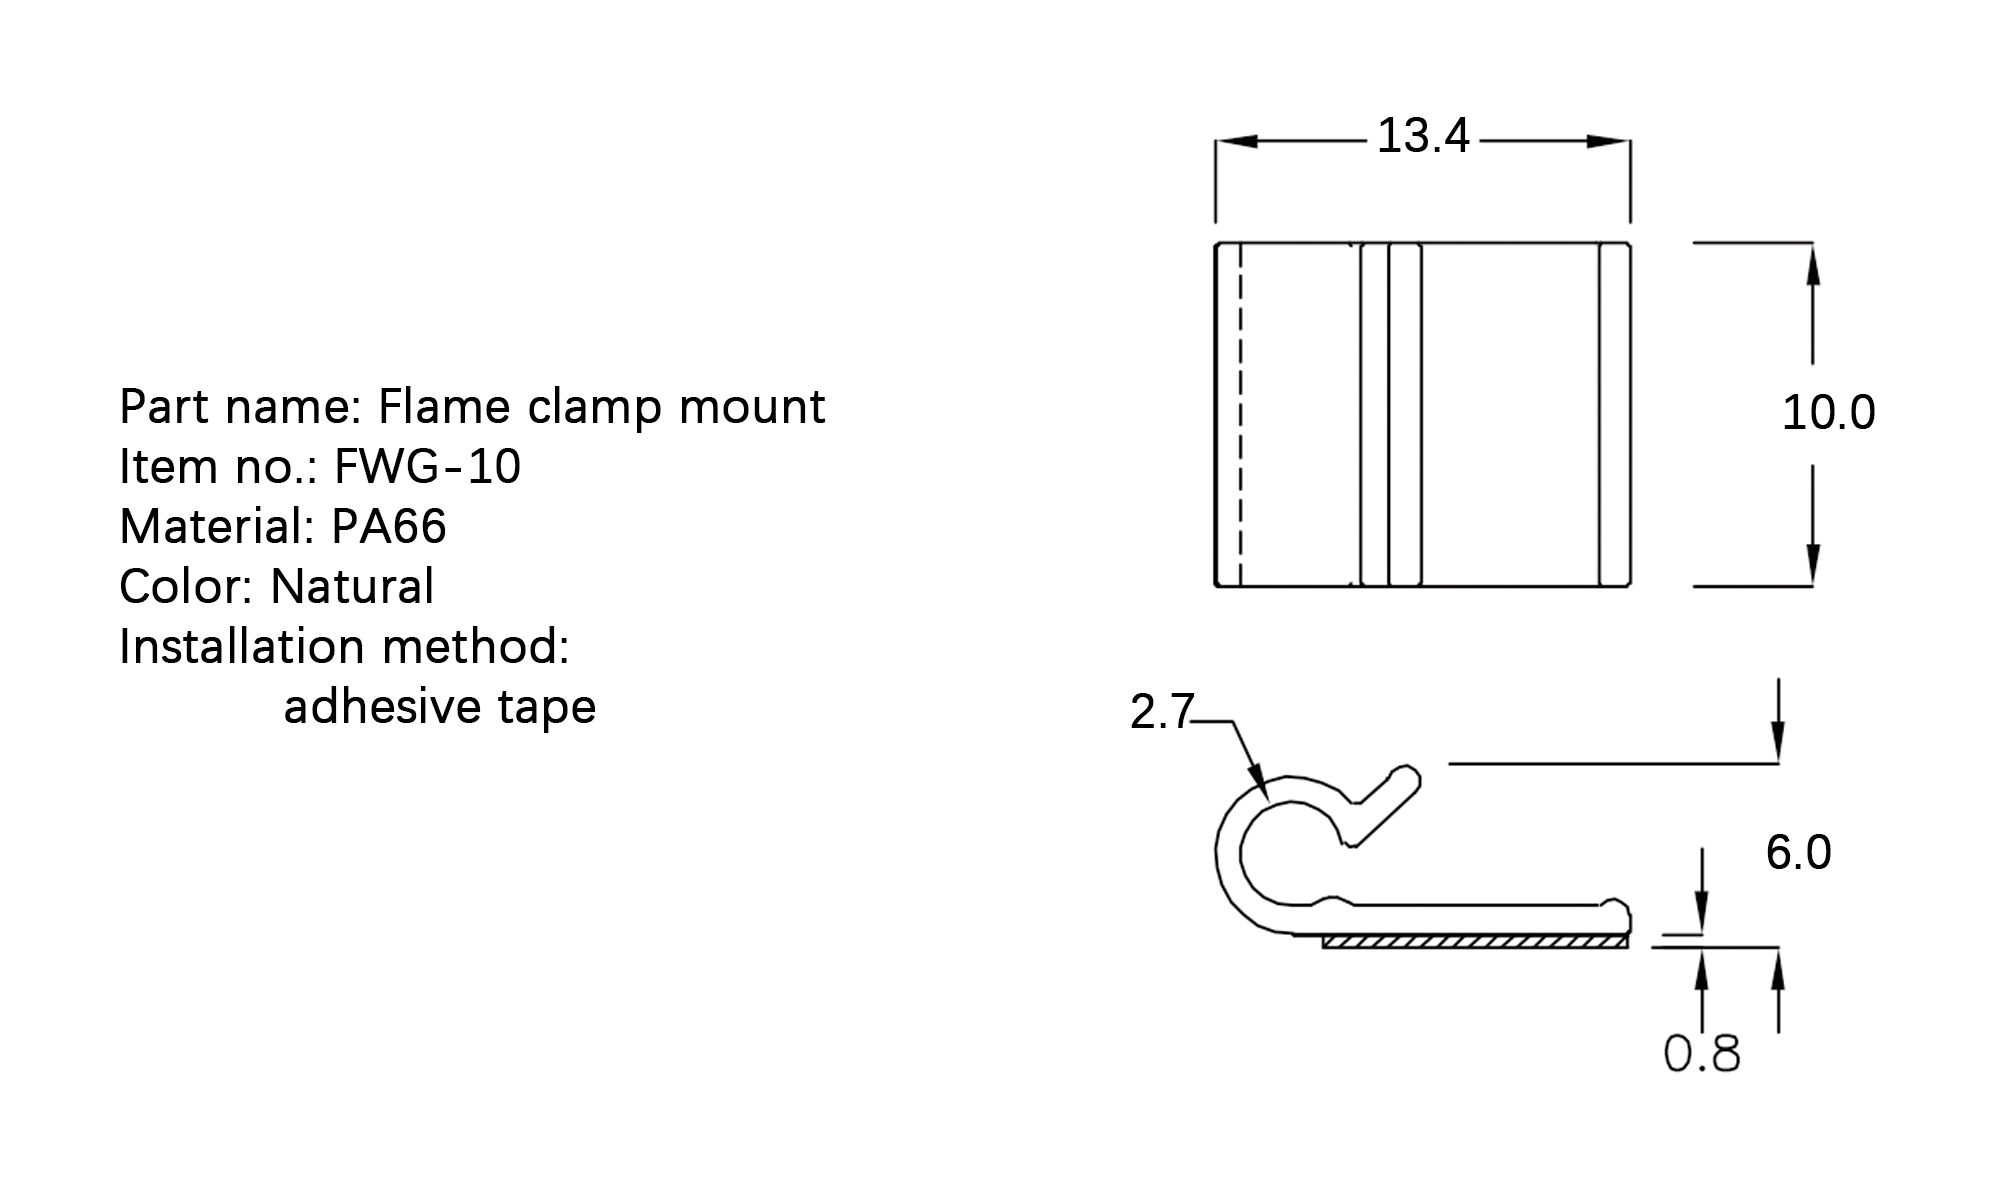 Part name: Flame clamp mount
Item no.: FWG-10
Material: PA66
Color: Natural
Installation method:
adhesive tape
13.4
10.0
2.7
6.0
0.8